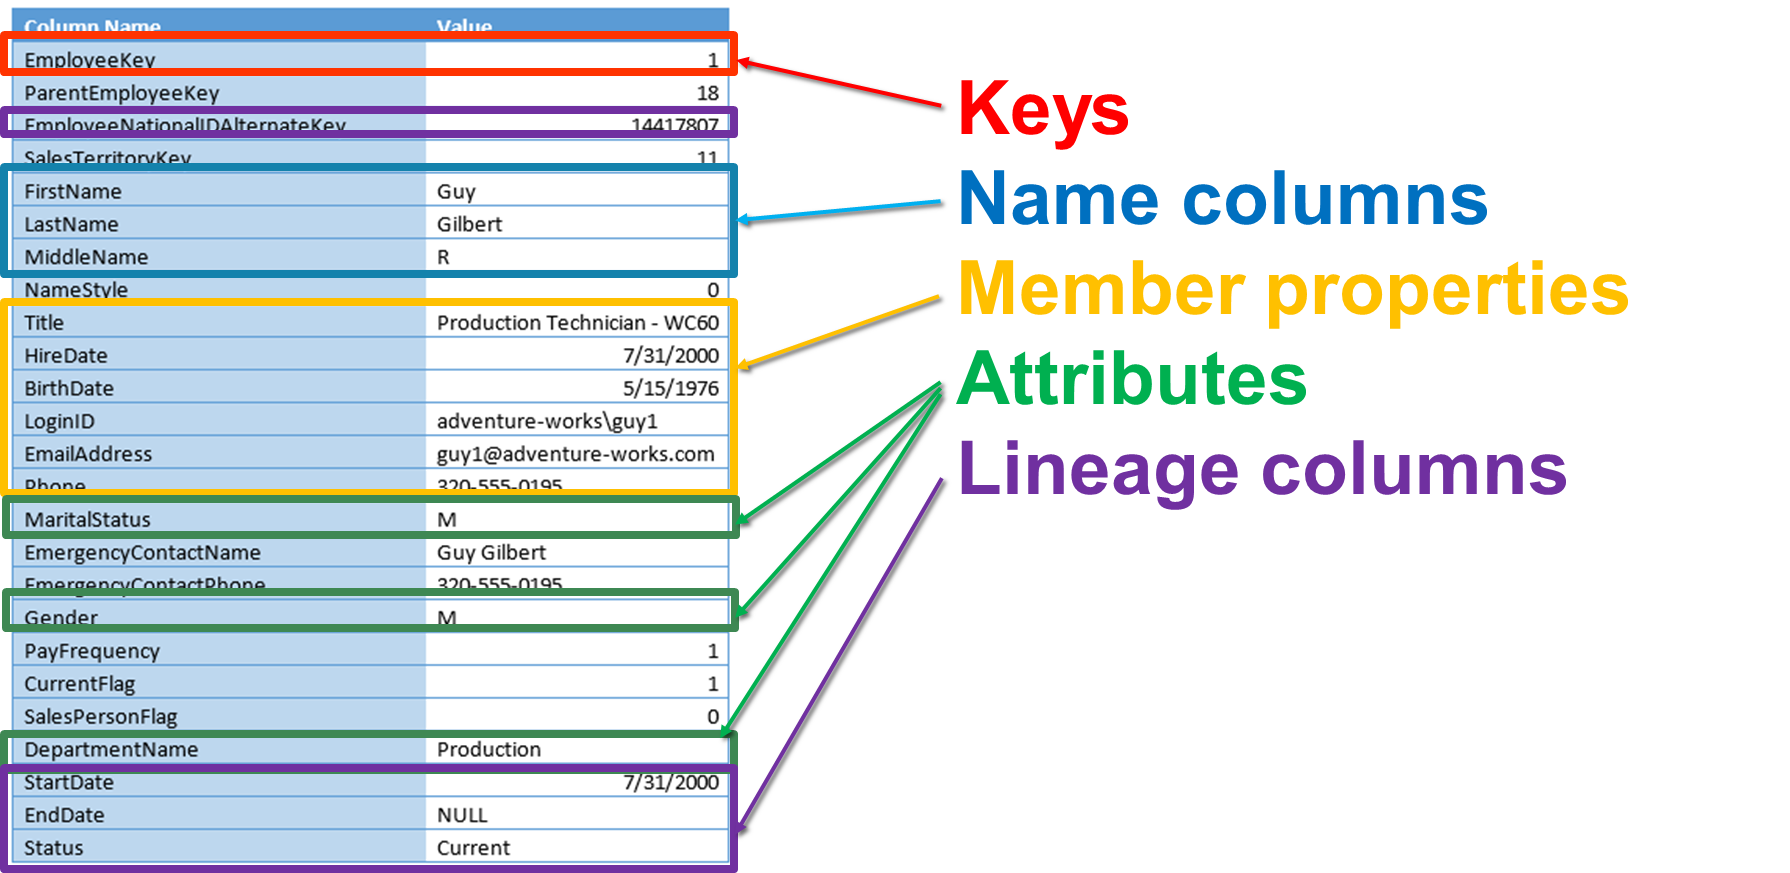 Column Name Value
EmployeeKey 1
ParentEmployeeKey 18
EmployeeNationalIDAlternateKey 14417807
SalesTerritoryKey 11
FirstName Guy
LastName Gilbert
MiddleName R
NameStyle 0
Title Production Technician - WC60
HireDate 7/31/2000
BirthDate 5/15/1976
LoginID adventure-works\guy1
EmailAddress guy1@adventure-works.com
Phone 320-555-0195
MaritalStatus M
EmergencyContactName Guy Gilbert
EmergencyContactPhone 320-555-0195
Gender M
PayFrequency 1
CurrentFlag 1
SalesPersonFlag 0
DepartmentName Production
StartDate 7/31/2000
EndDate NULL
Status Current
Keys
Name columns
Member properties
Attributes
Lineage columns